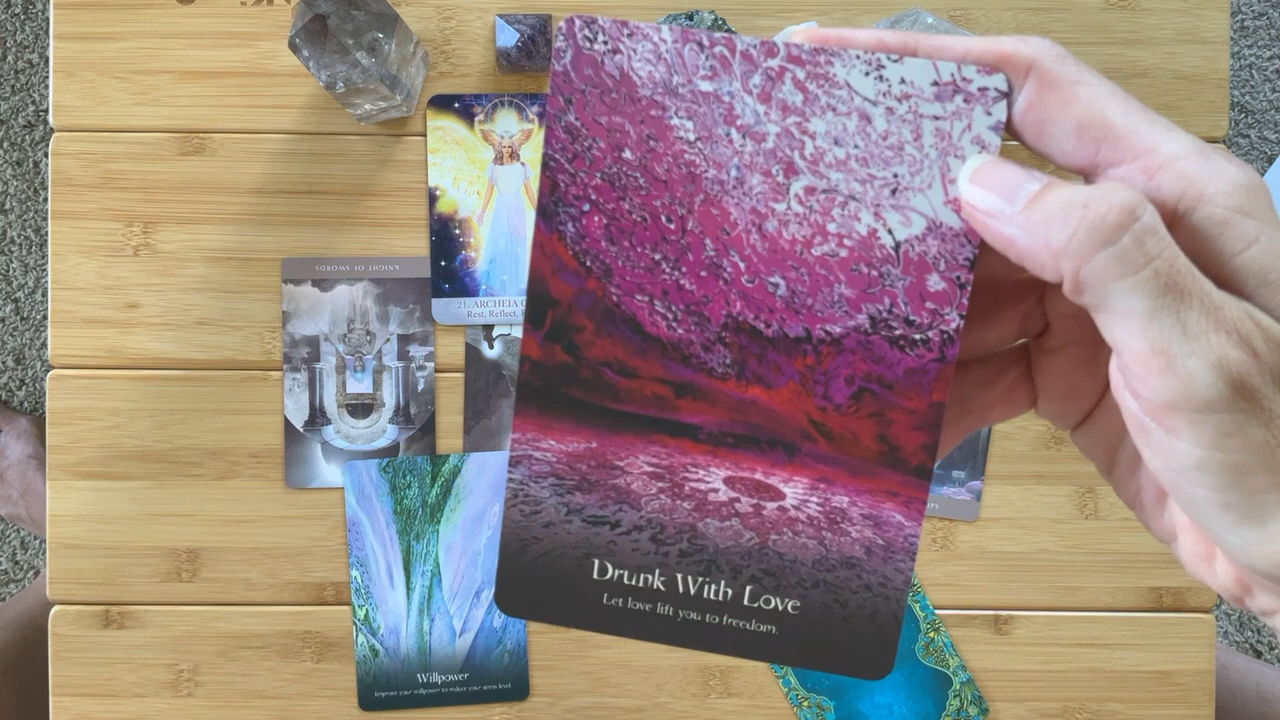 KNIGHT OF SWORDS
21. ARCHEIA
Rest, Reflect,
Drunk With Love
Let love lift you to freedom.
Willpower
Improve your willpower to reduce your stress level.